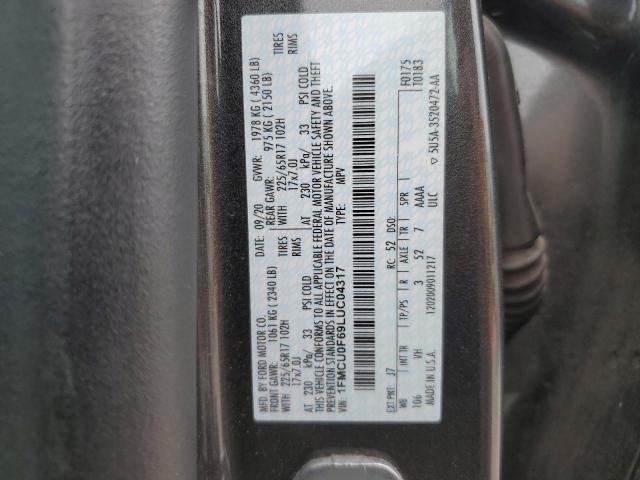 MFD. BY FORD MOTOR CO.
DATE: 09/20 GVWR: 1978 KG ( 4360 LB)
FRONT GAWR: 1061 KG ( 2340 LB) REAR GAWR: 975 KG ( 2150 LB)
WITH 225/65R17 102H TIRES WITH 225/65R17 102H TIRES
17x7.0J RIMS 17x7.0J RIMS
AT 230 kPa/ 33 PSI COLD AT 230 kPa/ 33 PSI COLD
THIS VEHICLE CONFORMS TO ALL APPLICABLE FEDERAL MOTOR VEHICLE SAFETY AND THEFT
PREVENTION STANDARDS IN EFFECT ON THE DATE OF MANUFACTURE SHOWN ABOVE.
VIN: 1FMCU0F69LUC04317 TYPE: MPV
F0175
T0183
EXT PNT: J7 RC: 52 DSO:
WB INT TR TP/PS R AXLE TR SPR
106 VH 3 52 7 AAAA
1202009011217 ULC
MADE IN U.S.A. ▽ 5U5A-3520472-AA